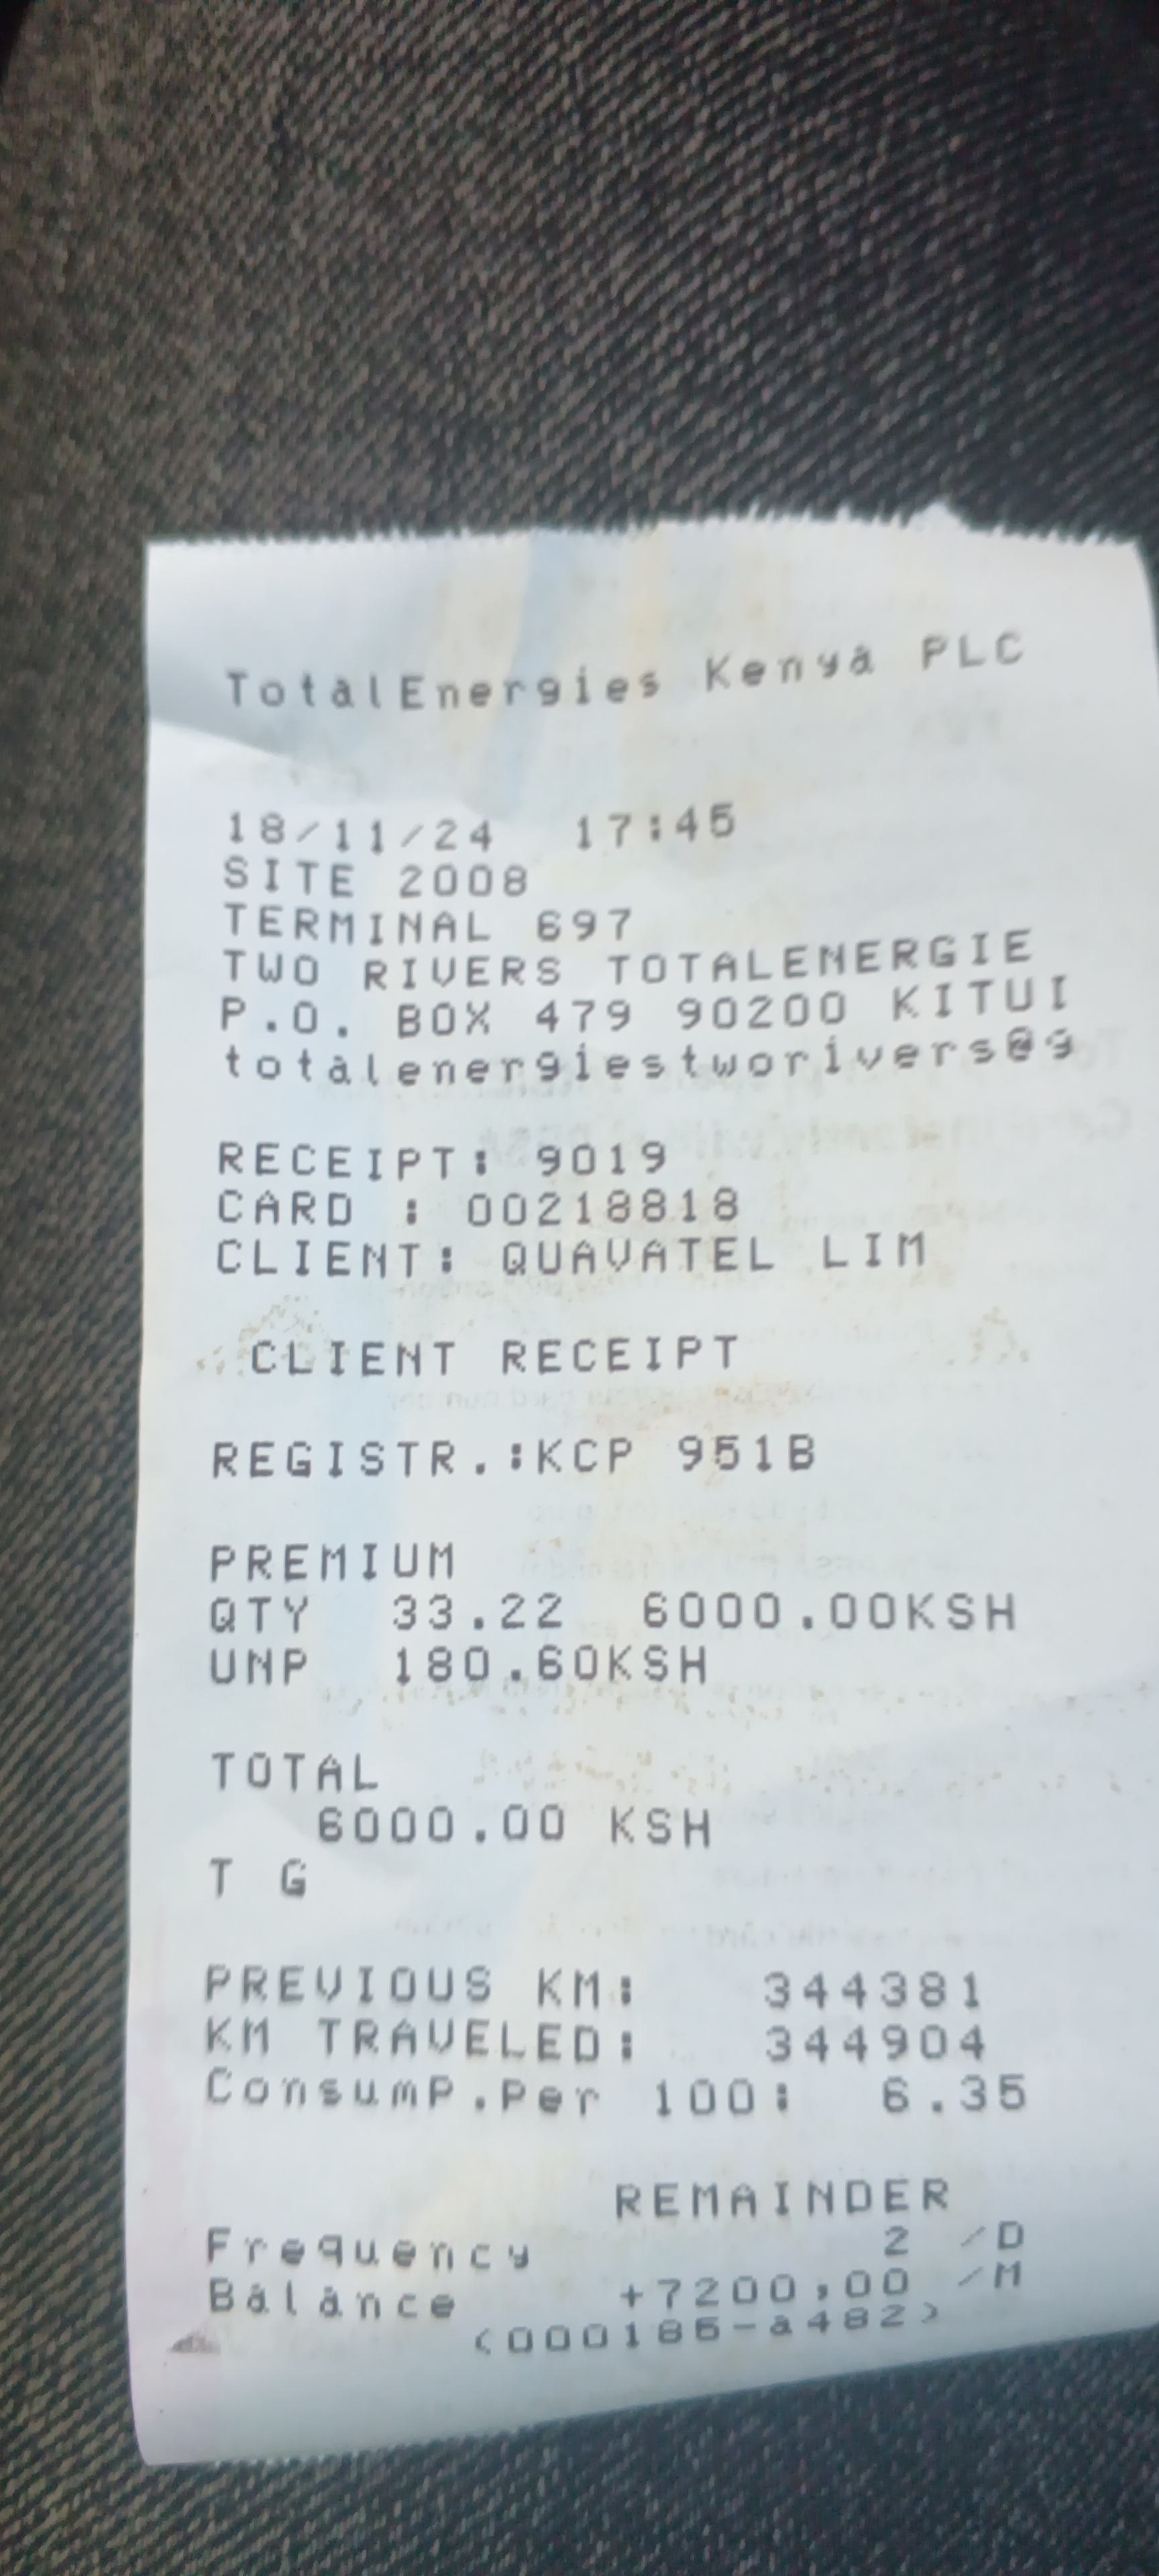 TotalEnergies Kenya PLC
18/11/24 17:45
SITE 2008
TERMINAL 697
TWO RIVERS TOTALENERGIE
P.O. BOX 479 90200 KITUI
totalenergiestworivers@g
RECEIPT: 9019
CARD : 00218818
CLIENT: QUAVATEL LIM
CLIENT RECEIPT
REGISTR.:KCP 951B
PREMIUM
QTY 33.22 6000.00KSH
UNP 180.60KSH
TOTAL
6000.00 KSH
T G
PREVIOUS KM: 344381
KM TRAVELED: 344904
Consump.Per 100: 6.35
REMAINDER
Frequency 2 /D
Balance +7200,00 /M
<000185-a482>